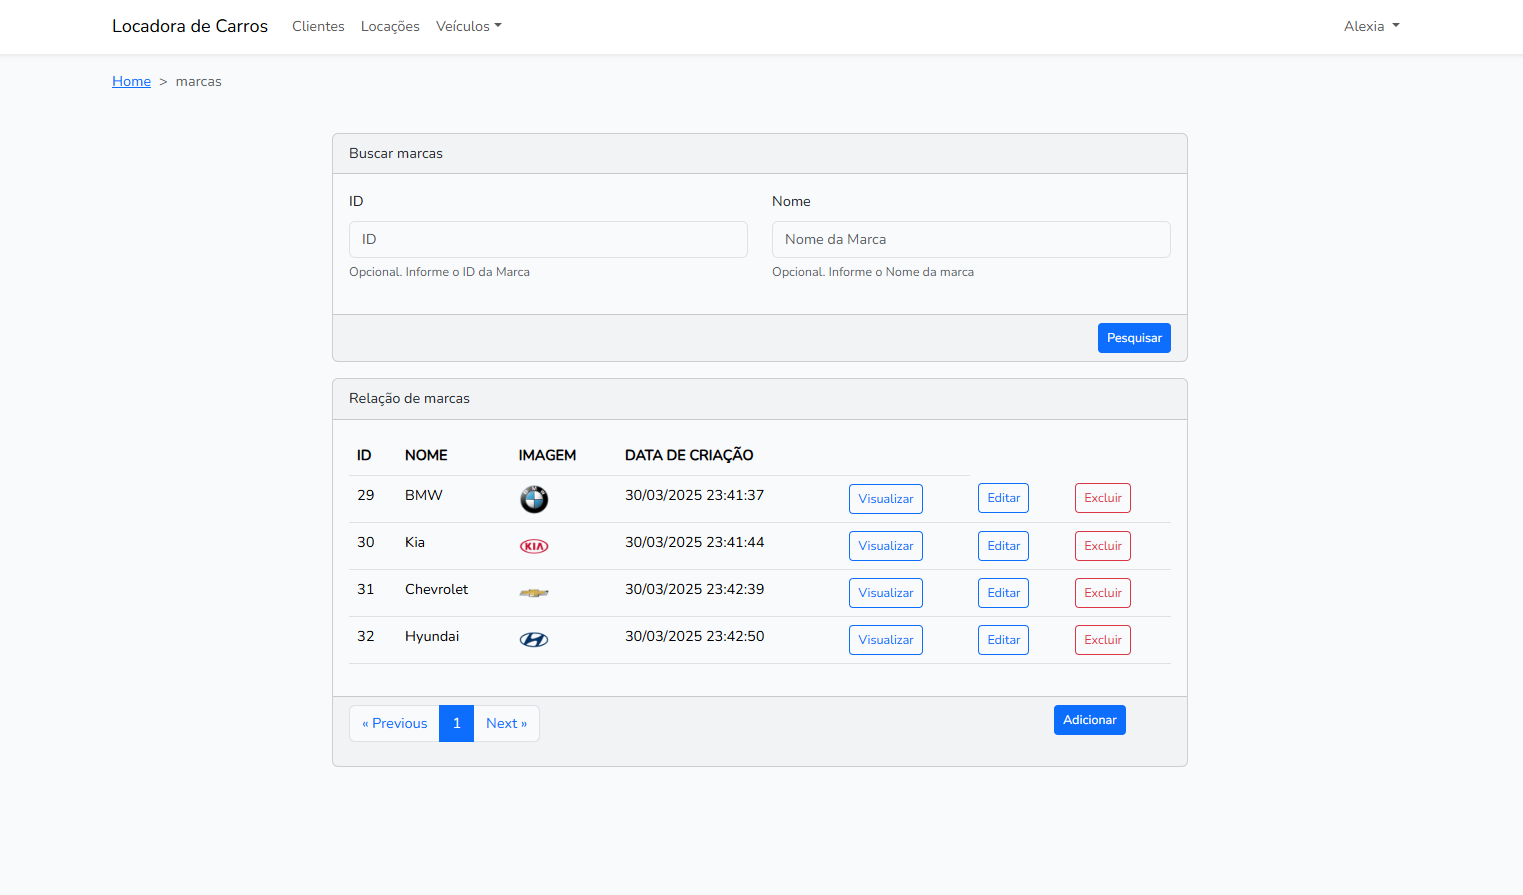 Locadora de Carros Clientes Locações Veículos Alexia
Home > marcas
Buscar marcas
ID Nome
ID Nome da Marca
Opcional. Informe o ID da Marca Opcional. Informe o Nome da marca
Pesquisar
Relação de marcas
ID NOME IMAGEM DATA DE CRIAÇÃO
29 BMW 30/03/2025 23:41:37 Visualizar Editar Excluir
30 Kia KIA 30/03/2025 23:41:44 Visualizar Editar Excluir
31 Chevrolet 30/03/2025 23:42:39 Visualizar Editar Excluir
32 Hyundai 30/03/2025 23:42:50 Visualizar Editar Excluir
« Previous 1 Next » Adicionar